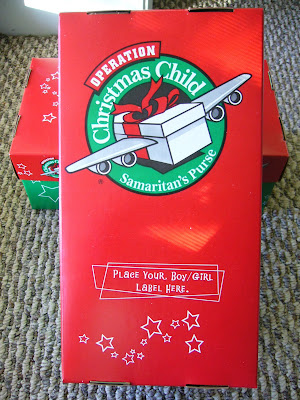 OPERATION
Christmas Child
Samaritan's Purse
®
PLACE YOUR BOY/GIRL
LABEL HERE.